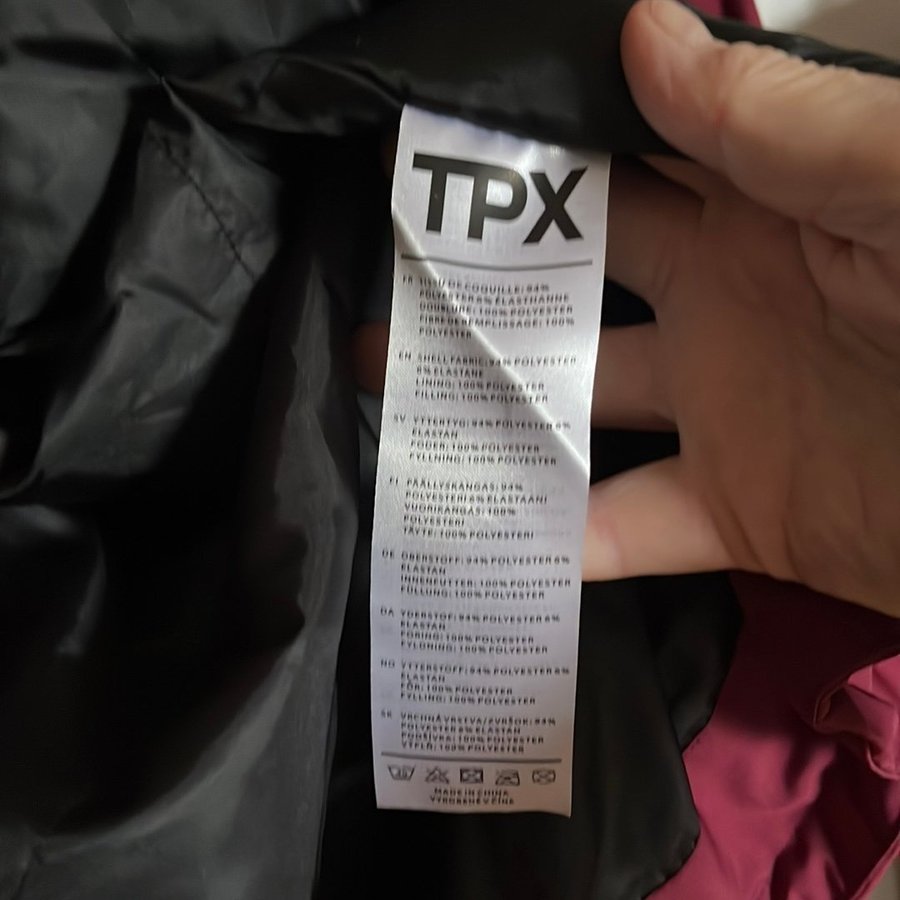 TPX
FR TISSU COQUILLE: 94%
POLYESTER 6% ÉLASTHANNE
DOUBLURE: 100% POLYESTER
FIBRE DE REMPLISSAGE: 100%
POLYESTER
EN SHELL FABRIC: 94% POLYESTER
6% ELASTANE
LINING: 100% POLYESTER
FILLING: 100% POLYESTER
SV YTTERTYG: 94% POLYESTER 6%
ELASTAN
FODER: 100% POLYESTER
FYLLNING: 100% POLYESTER
FI PÄÄLLYSKANGAS: 94%
POLYESTERI 6% ELASTAANI
VUORIKANGAS: 100%
POLYESTERI
TÄYTE: 100% POLYESTERI
DE OBERSTOFF: 94% POLYESTER 6%
ELASTAN
INNENFUTTER: 100% POLYESTER
FÜLLUNG: 100% POLYESTER
DA YDERSTOF: 94% POLYESTER 6%
ELASTAN
FORING: 100% POLYESTER
FYLDNING: 100% POLYESTER
NO YTTERSTOFF: 94% POLYESTER 6%
ELASTAN
FÔR: 100% POLYESTER
FYLLING: 100% POLYESTER
SK VRCHNÁ VRSTVA/ZVRŠOK: 94%
POLYESTER 6% ELASTAN
PODŠÍVKA: 100% POLYESTER
VÝPLŇ: 100% POLYESTER
MADE IN CHINA
VYROBENÉ V ČÍNA